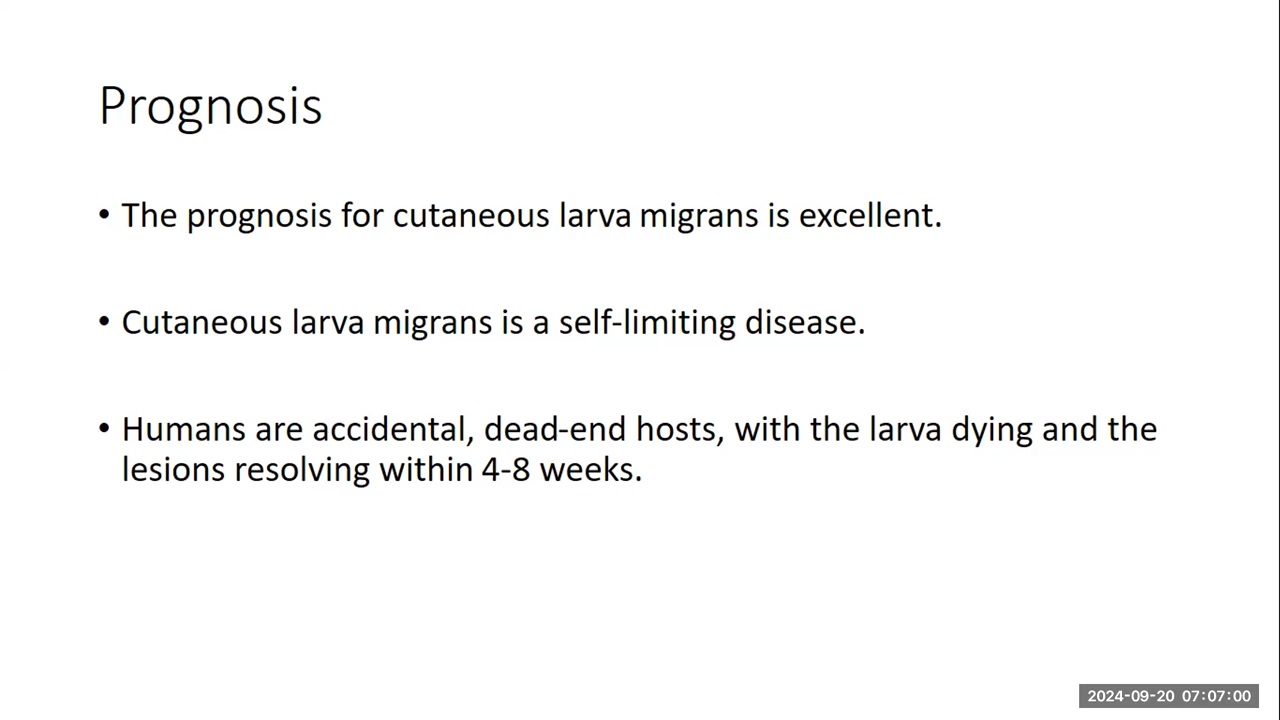 Prognosis
• The prognosis for cutaneous larva migrans is excellent.
• Cutaneous larva migrans is a self-limiting disease.
• Humans are accidental, dead-end hosts, with the larva dying and the
lesions resolving within 4-8 weeks.
2024-09-20 07:07:00